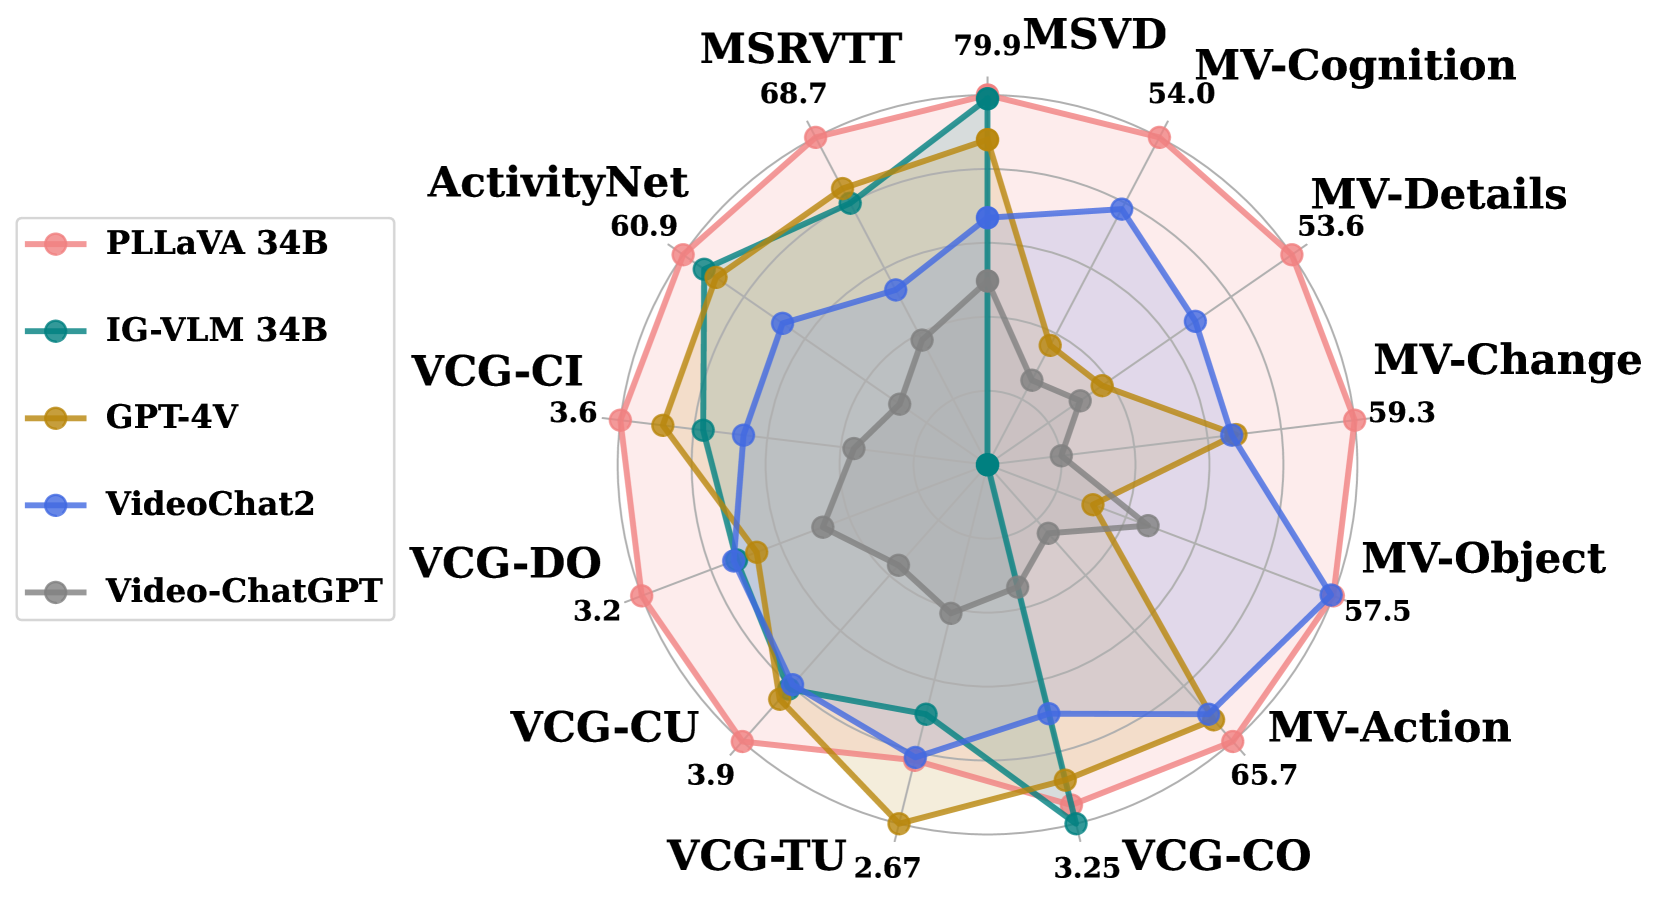 MSRVTT
79.9
MSVD
68.7
MV-Cognition
54.0
ActivityNet
60.9
MV-Details
53.6
VCG-CI
3.6
MV-Change
59.3
VCG-DO
3.2
MV-Object
57.5
VCG-CU
3.9
MV-Action
65.7
VCG-TU
2.67
3.25
VCG-CO
PLLaVA 34B
IG-VLM 34B
GPT-4V
VideoChat2
Video-ChatGPT